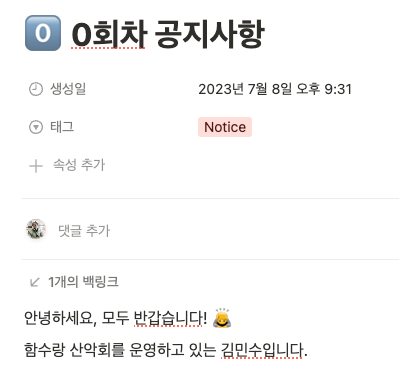 0️⃣ 0회차 공지사항
생성일 2023년 7월 8일 오후 9:31
태그 Notice
속성 추가
댓글 추가
1개의 백링크
안녕하세요, 모두 반갑습니다! 🙇
함수랑 산악회를 운영하고 있는 김민수입니다.